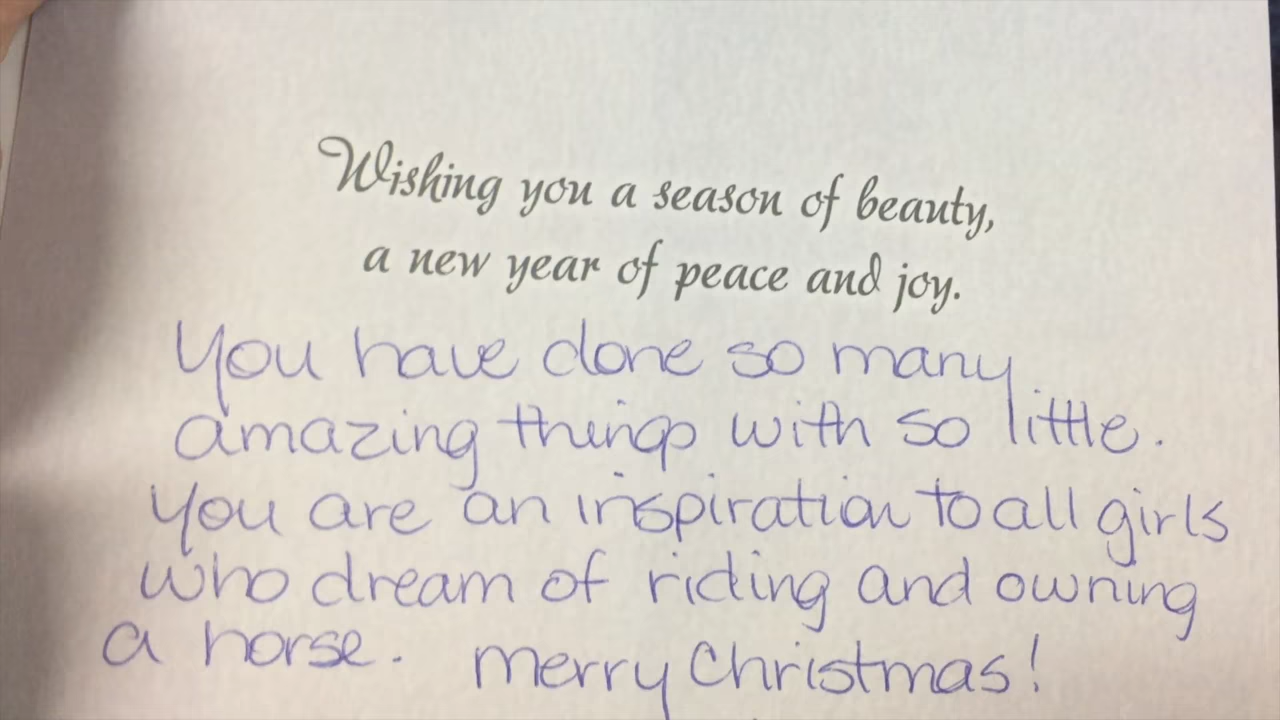 Wishing you a season of beauty,
a new year of peace and joy.
You have done so many
amazing things with so little.
You are an inspiration to all girls
who dream of riding and owning
a horse. Merry Christmas!